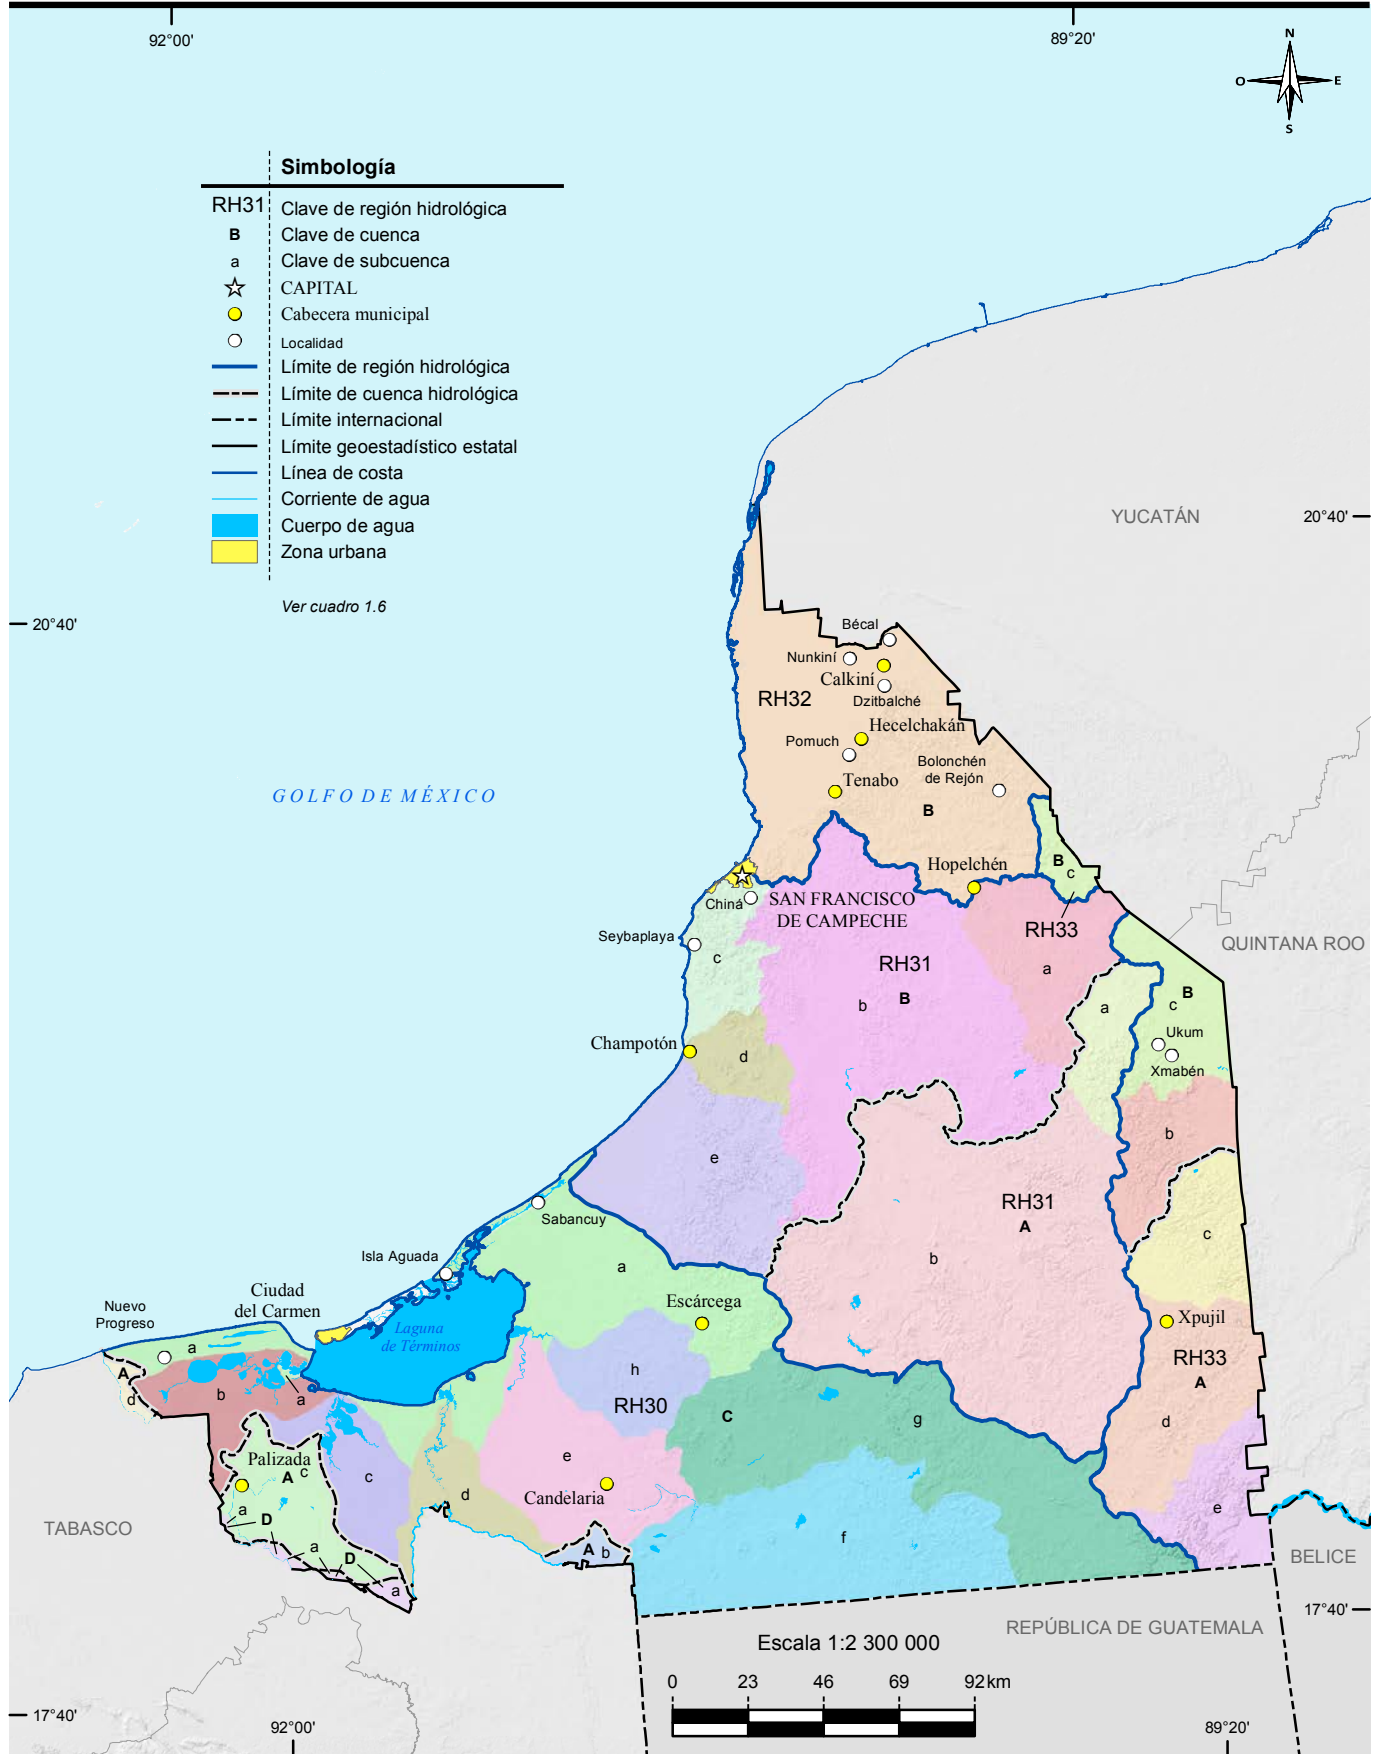 92°00'
89°20'
N
O
E
S
Simbología
RH31 Clave de región hidrológica
B Clave de cuenca
a Clave de subcuenca
CAPITAL
Cabecera municipal
Localidad
Límite de región hidrológica
Límite de cuenca hidrológica
Límite internacional
Límite geoestadístico estatal
Línea de costa
Corriente de agua
Cuerpo de agua
Zona urbana
Ver cuadro 1.6
YUCATÁN
20°40'
20°40'
Bécal
Nunkiní
Calkiní
Dzitbalché
RH32
Hecelchakán
Pomuch
Bolonchén
de Rejón
Tenabo
B
GOLFO DE MÉXICO
Hopelchén
B
c
Chiná
SAN FRANCISCO
DE CAMPECHE
RH33
Seybaplaya
QUINTANA ROO
c
RH31
a
b
B
a
B
c
Ukum
Xmabén
Champotón
d
b
e
RH31
A
Sabancuy
c
b
Isla Aguada
a
Ciudad
del Carmen
Nuevo
Progreso
Escárcega
Xpujil
Laguna
de Términos
a
RH33
A
A
d
b
a
h
RH30
C
g
d
Palizada
A
c
c
e
d
Candelaria
a
D
e
TABASCO
f
a
D
A
b
a
BELICE
17°40'
REPÚBLICA DE GUATEMALA
Escala 1:2 300 000
0
23
46
69
92 km
17°40'
92°00'
89°20'